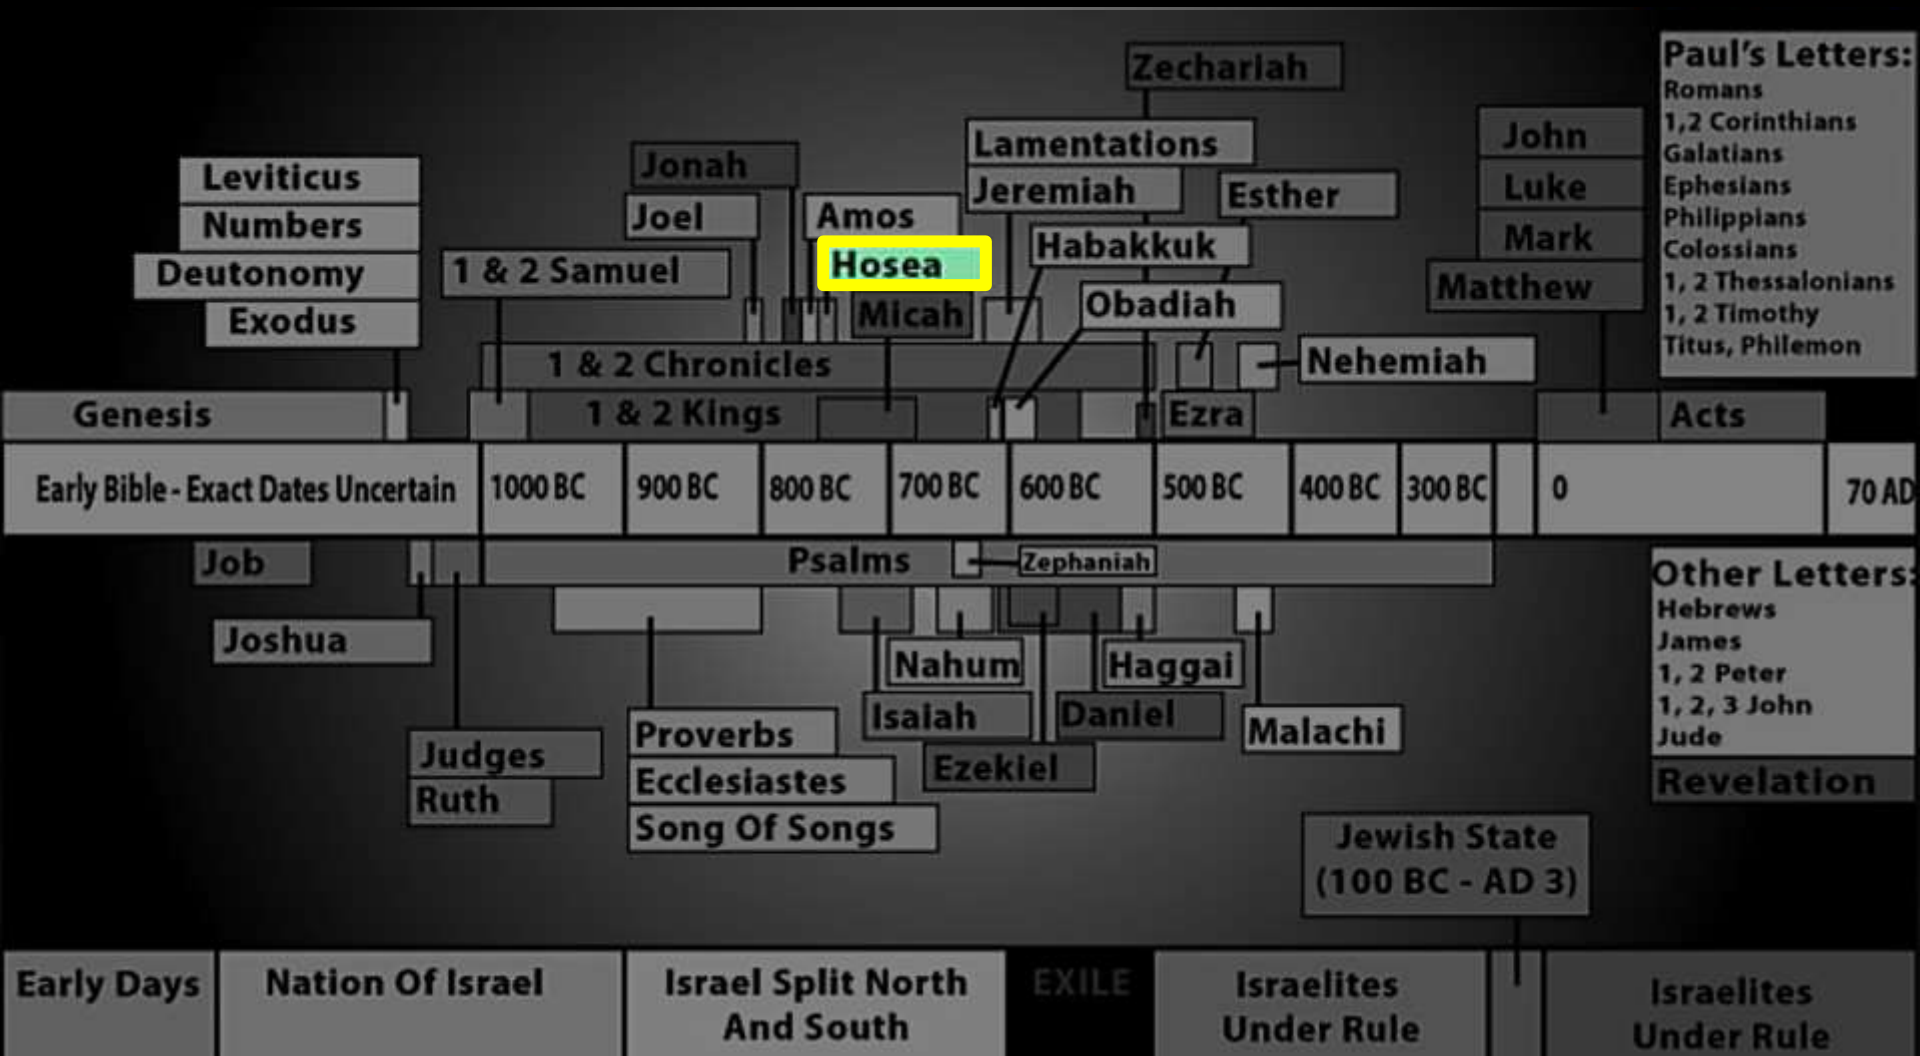 Zechariah
Paul's Letters:
Romans
1,2 Corinthians
Galatians
Ephesians
Philippians
Colossians
1, 2 Thessalonians
1, 2 Timothy
Titus, Philemon
Lamentations
Jeremiah
Esther
John
Luke
Mark
Matthew
Jonah
Joel
Amos
Hosea
Micah
Habakkuk
Obadiah
Nehemiah
Leviticus
Numbers
Deutonomy
Exodus
1 & 2 Samuel
1 & 2 Chronicles
Genesis
1 & 2 Kings
Ezra
Acts
Early Bible - Exact Dates Uncertain
1000 BC
900 BC
800 BC
700 BC
600 BC
500 BC
400 BC
300 BC
0
70 AD
Job
Psalms
Zephaniah
Joshua
Nahum
Haggai
Isaiah
Daniel
Malachi
Ezekiel
Judges
Ruth
Proverbs
Ecclesiastes
Song Of Songs
Other Letters:
Hebrews
James
1, 2 Peter
1, 2, 3 John
Jude
Revelation
Jewish State
(100 BC - AD 3)
Early Days
Nation Of Israel
Israel Split North
And South
EXILE
Israelites
Under Rule
Israelites
Under Rule